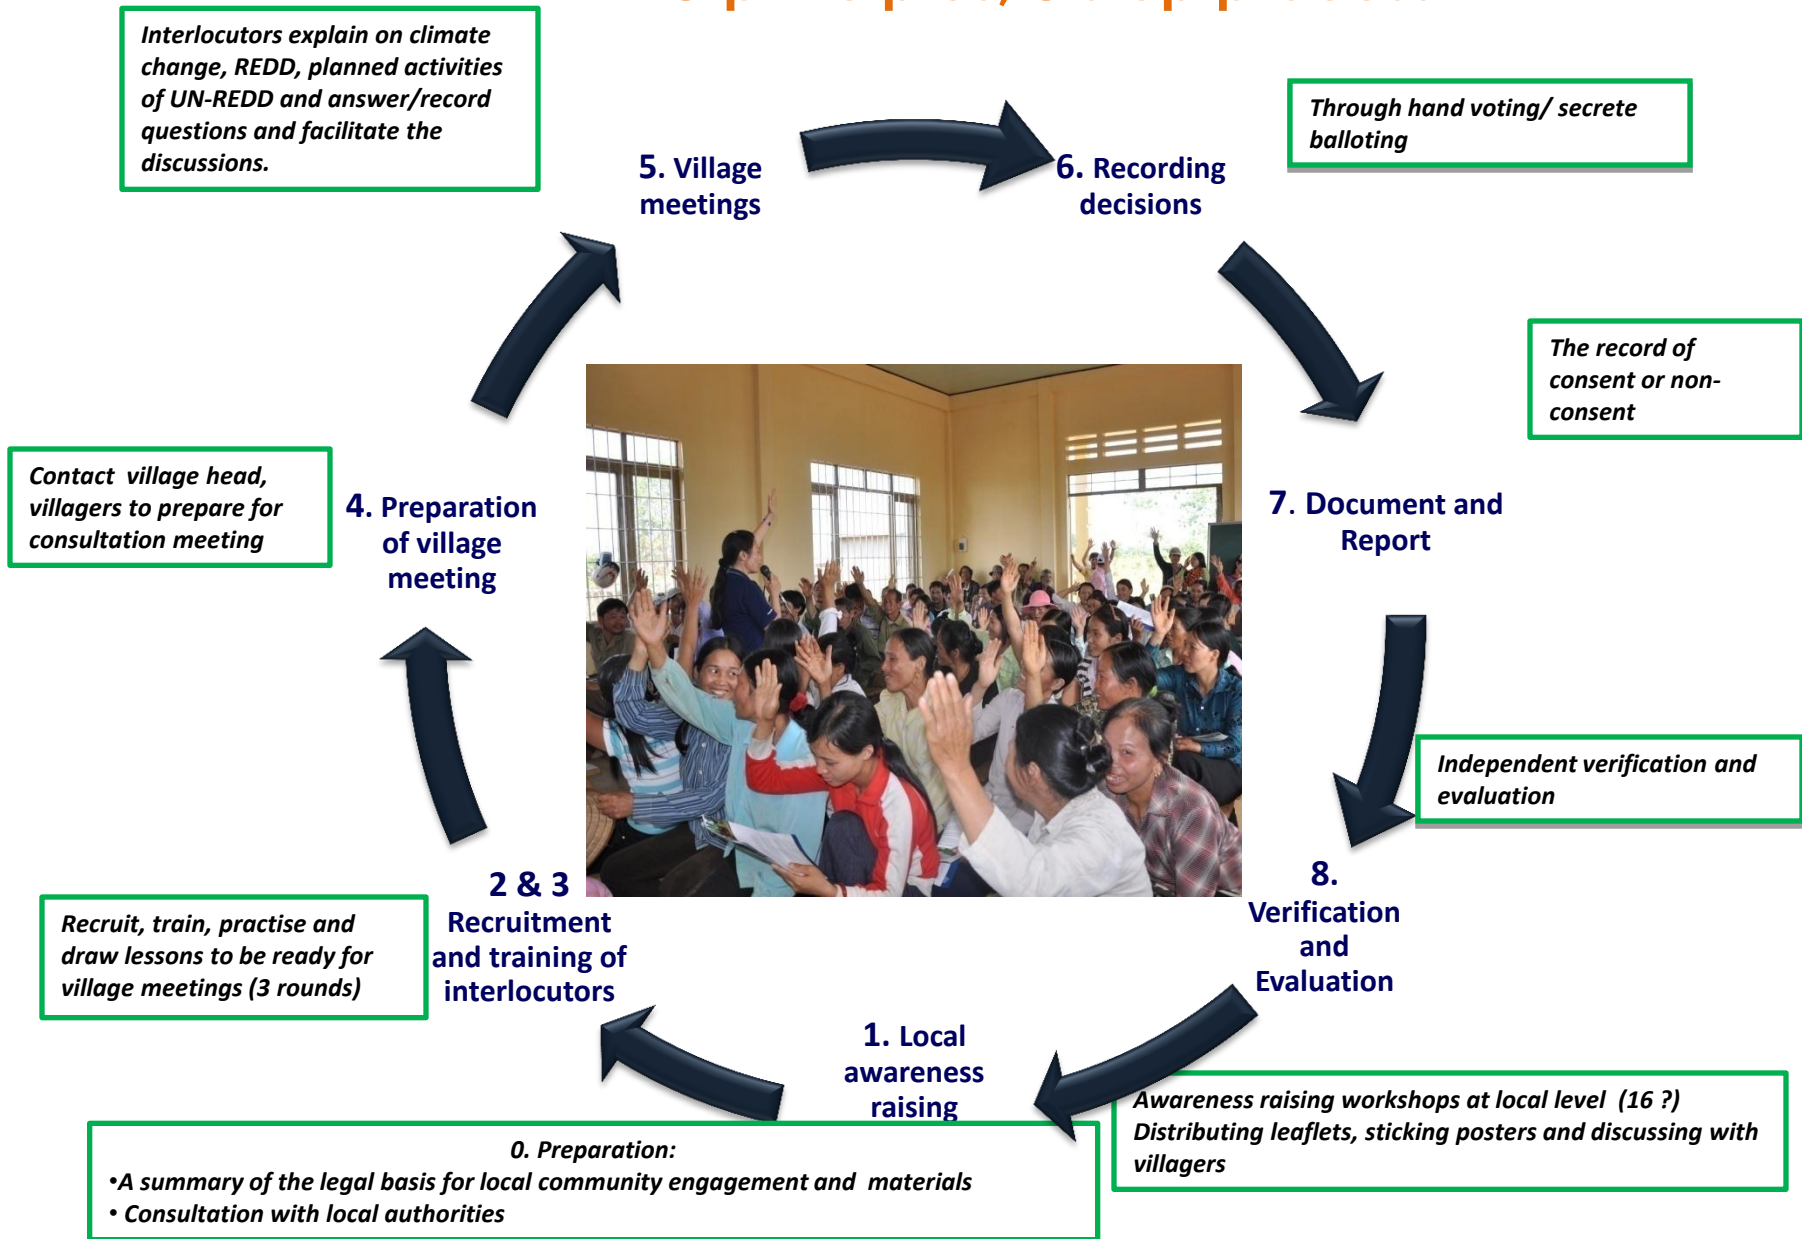 Interlocutors explain on climate
change, REDD, planned activities
of UN-REDD and answer/record
questions and facilitate the
discussions.
Through hand voting/ secrete
balloting
5. Village
meetings
6. Recording
decisions
The record of
consent or non-
consent
Contact village head,
villagers to prepare for
consultation meeting
4. Preparation
of village
meeting
7. Document and
Report
Independent verification and
evaluation
2 & 3
Recruitment
and training of
interlocutors
Recruit, train, practise and
draw lessons to be ready for
village meetings (3 rounds)
8.
Verification
and
Evaluation
1. Local
awareness
raising
Awareness raising workshops at local level (16 ?)
Distributing leaflets, sticking posters and discussing with
villagers
0. Preparation:
•A summary of the legal basis for local community engagement and materials
• Consultation with local authorities